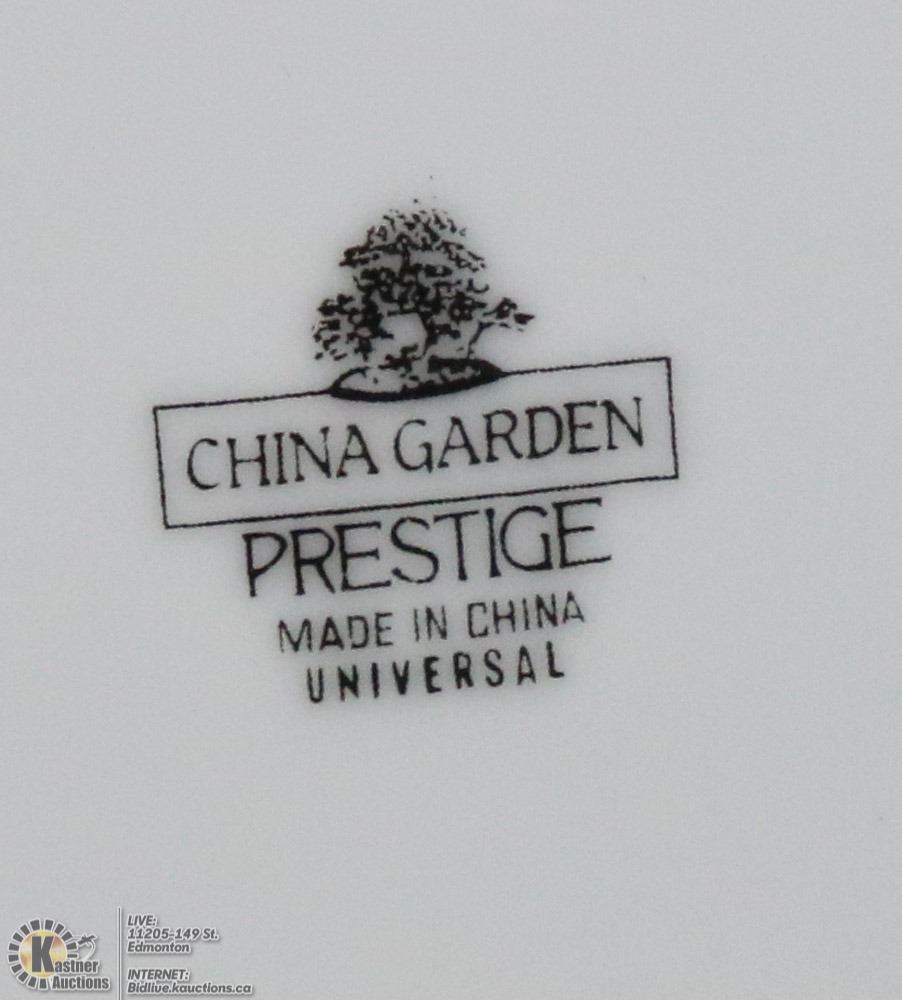 CHINA GARDEN
PRESTIGE
MADE IN CHINA
UNIVERSAL
Kastner
Auctions
LIVE:
11205-149 St.
Edmonton
INTERNET:
Bidlive.kauctions.ca